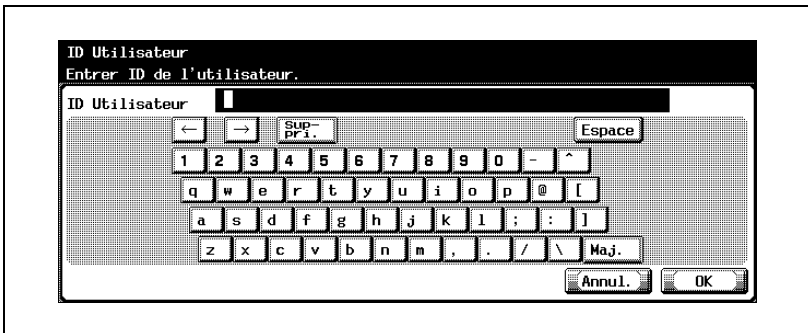 ID Utilisateur
Entrer ID de l'utilisateur.
ID Utilisateur
← → Sup-
pri. Espace
1 2 3 4 5 6 7 8 9 0 - ^
q w e r t y u i o p @ [
a s d f g h j k l ; : ]
z x c v b n m , . / \ Maj.
Annul. OK